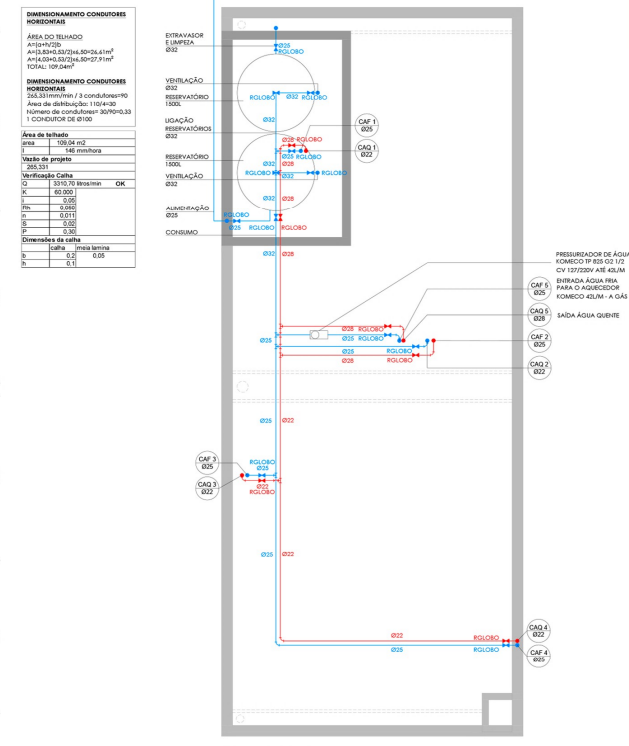 DIMENSIONAMENTO CONDUTORES
HORIZONTAIS
ÁREA DO TELHADO
A=(a+h/2)b
A=(3,83+0,53/2)x6,50=26,61m²
A=(4,03+0,53/2)x6,50=27,91m²
TOTAL: 109,04m²
DIMENSIONAMENTO CONDUTORES
HORIZONTAIS
265,331mm/min / 3 condutores=90
Área de distribuição: 110/4=30
Número de condutores= 30/90=0,33
1 CONDUTOR DE Ø100
Área de telhado
area 109,04 m2
I 146 mm/hora
Vazão de projeto
265,331
Verificação Calha
Q 3310,70 litros/min OK
K 60.000
i 0,05
Rh 0,050
n 0,011
S 0,02
P 0,30
Dimensões da calha
calha meia lamina
b 0,2 0,05
h 0,1
EXTRAVASOR
E LIMPEZA
Ø32
VENTILAÇÃO
Ø32
RESERVATÓRIO
1500L
LIGAÇÃO
RESERVATÓRIOS
Ø32
RESERVATÓRIO
1500L
VENTILAÇÃO
Ø32
ALIMENTAÇÃO
Ø25
CONSUMO
Ø25
RGLOBO
RGLOBO Ø32 RGLOBO
Ø32
Ø28 RGLOBO
Ø25 RGLOBO
Ø32 Ø28
RGLOBO RGLOBO
Ø32
Ø32 Ø28
RGLOBO
Ø25 RGLOBO RGLOBO
Ø32 Ø28
CAF 1
Ø25
CAQ 1
Ø22
PRESSURIZADOR DE ÁGUA
KOMECO TP 825 G2 1/2
CV 127/220V ATÉ 42L/M
ENTRADA ÁGUA FRIA
PARA O AQUECEDOR
KOMECO 42L/M - A GÁS
SAÍDA ÁGUA QUENTE
CAF 5
Ø25
CAQ 5
Ø28
CAF 2
Ø25
CAQ 2
Ø22
Ø28 RGLOBO
Ø25 Ø25 RGLOBO
Ø25 RGLOBO
Ø28 RGLOBO
Ø25 Ø22
CAF 3
Ø25
CAQ 3
Ø22
RGLOBO
Ø25
Ø22
RGLOBO
Ø25 Ø22
Ø22 RGLOBO
Ø25 RGLOBO
CAQ 4
Ø22
CAF 4
Ø25